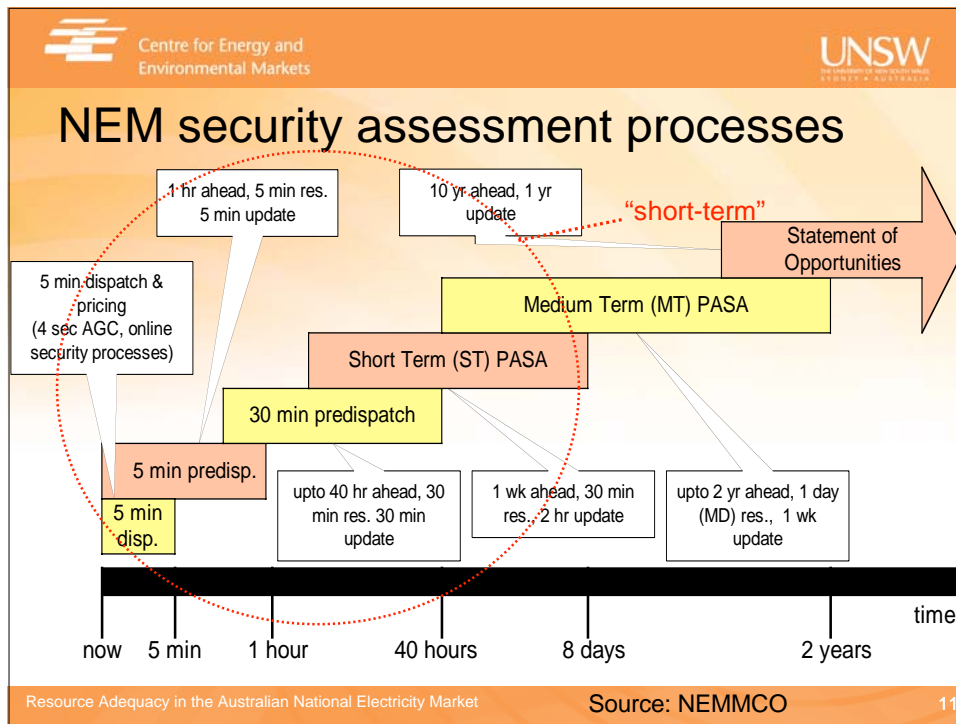 Centre for Energy and
Environmental Markets
UNSW
THE UNIVERSITY OF NEW SOUTH WALES
SYDNEY • AUSTRALIA
NEM security assessment processes
1 hr ahead, 5 min res.
5 min update
10 yr ahead, 1 yr
update
“short-term”
Statement of
Opportunities
5 min dispatch &
pricing
(4 sec AGC, online
security processes)
Medium Term (MT) PASA
Short Term (ST) PASA
30 min predispatch
5 min predisp.
5 min
disp.
upto 40 hr ahead, 30
min res. 30 min
update
1 wk ahead, 30 min
res., 2 hr update
upto 2 yr ahead, 1 day
(MD) res., 1 wk
update
time
now
5 min
1 hour
40 hours
8 days
2 years
Resource Adequacy in the Australian National Electricity Market
Source: NEMMCO
11